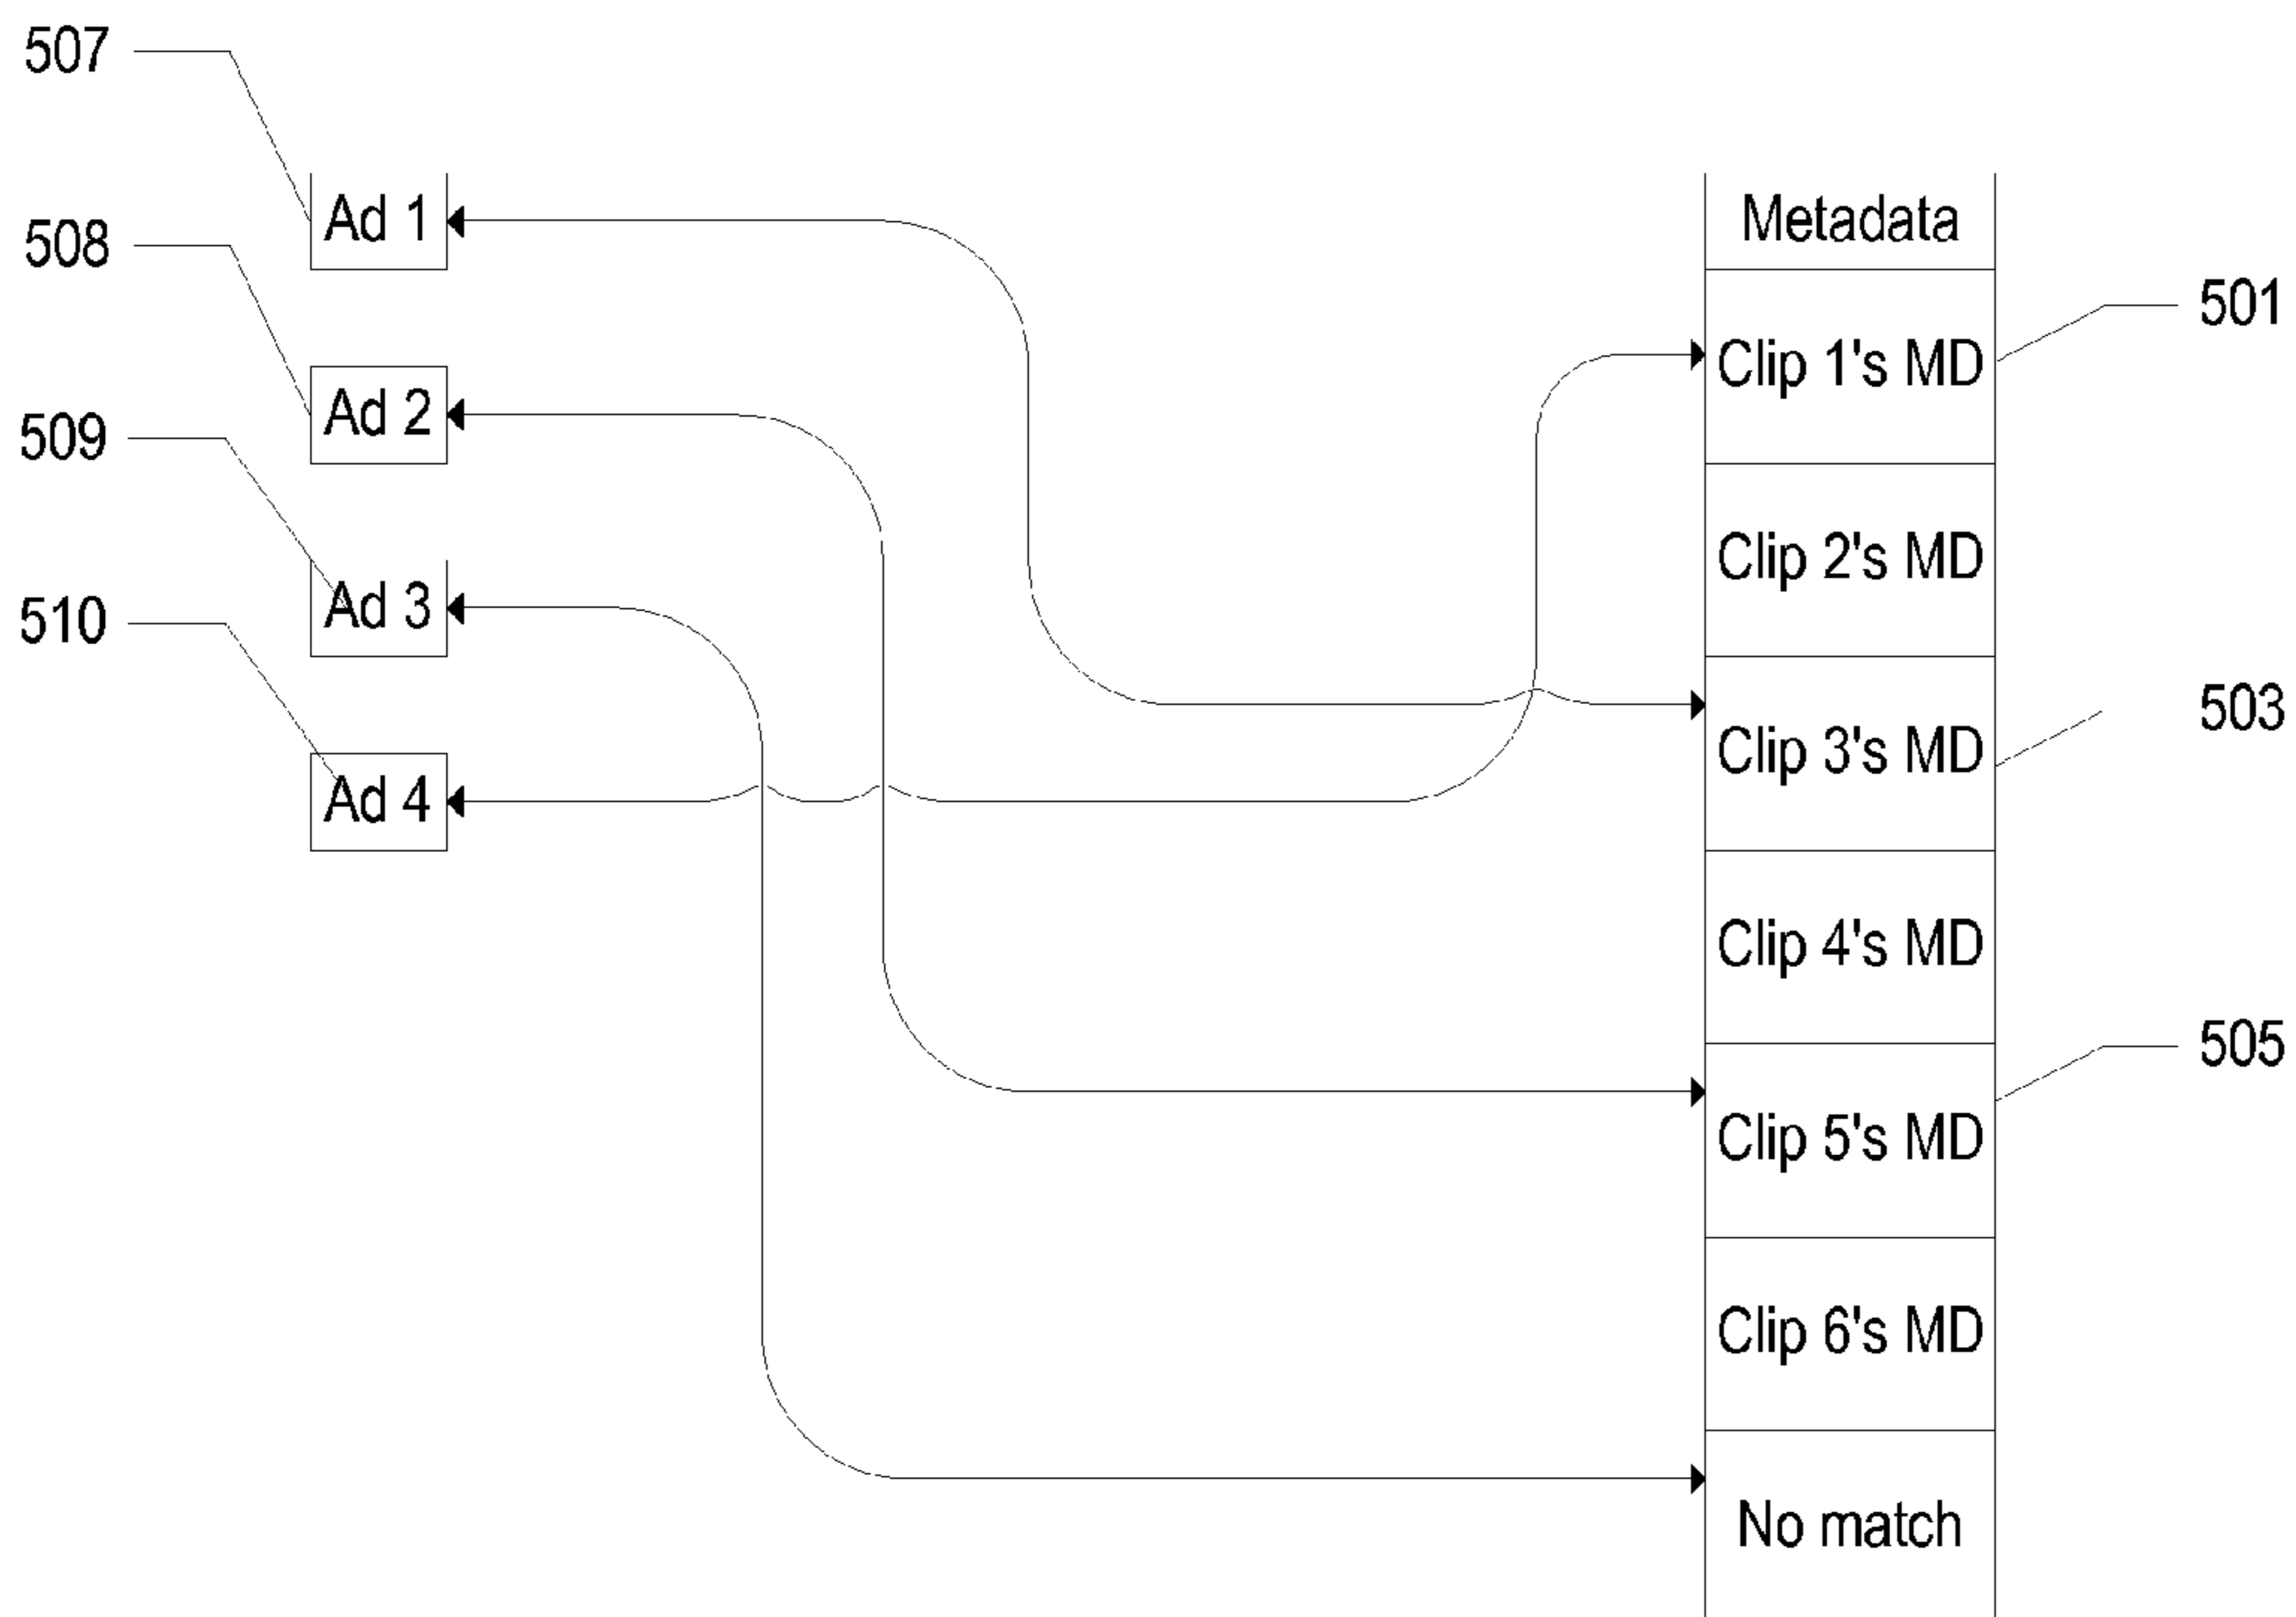 507
Ad 1
Metadata
508
501
Clip 1's MD
Ad 2
509
Clip 2's MD
Ad 3
510
503
Clip 3's MD
Ad 4
Clip 4's MD
505
Clip 5's MD
Clip 6's MD
No match